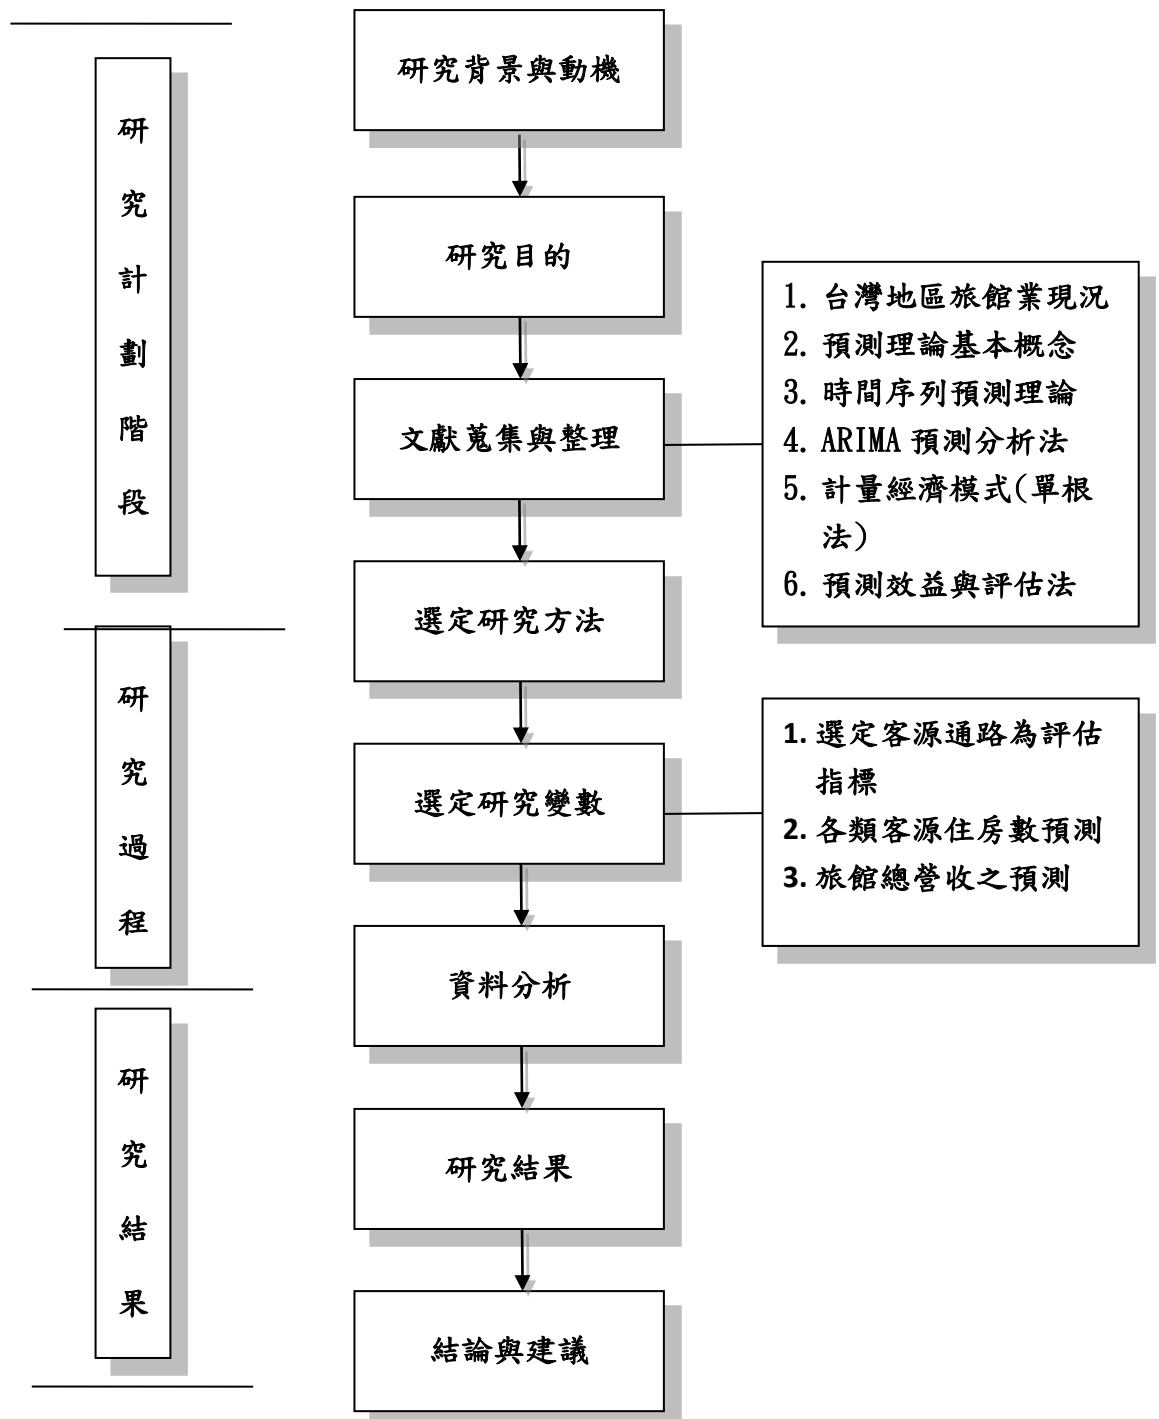 研究計劃階段
研究背景與動機
研究目的
文獻蒐集與整理
1. 台灣地區旅館業現況
2. 預測理論基本概念
3. 時間序列預測理論
4. ARIMA 預測分析法
5. 計量經濟模式(單根
法)
6. 預測效益與評估法
研究過程
選定研究方法
選定研究變數
1. 選定客源通路為評估
指標
2. 各類客源住房數預測
3. 旅館總營收之預測
資料分析
研究結果
研究結果
結論與建議